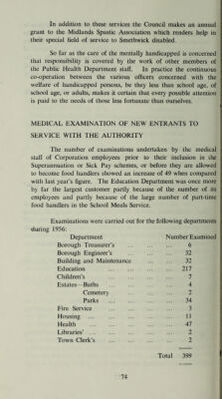 In addition to these services the Council makes an annual
grant to the Midlands Spastic Association which renders help in
their special field of service to Smethwick disabled.
So far as the care of the mentally handicapped is concerned
that responsibility is covered by the work of other members of
the Public Health Department staff. In practice the continuous
co-operation between the various officers concerned with the
welfare of handicapped persons, be they less than school age, of
school age, or adults, makes it certain that every possible attention
is paid to the needs of those less fortunate than ourselves.
MEDICAL EXAMINATION OF NEW ENTRANTS TO
SERVICE WITH THE AUTHORITY
The number of examinations undertaken by the medical
staff of Corporation employees prior to their inclusion in the
Superannuation or Sick Pay schemes, or before they are allowed
to become food handlers showed an increase of 49 when compared
with last year's figure. The Education Department was once more
by far the largest customer partly because of the number of its
employees and partly because of the large number of part-time
food handlers in the School Meals Service.
Examinations were carried out for the following departments
during 1956:
Department Number Examined
Borough Treasurer's ... ... ... 6
Borough Engineer's ... ... ... 32
Building and Maintenance ... ... 32
Education ... ... ... ... 217
Children's ... ... ... ... 7
Estates—Baths ... ... ... 4
Cemetery ... ... ... 2
Parks ... ... ... 34
Fire Service ... ... ... ... 3
Housing ... ... ... ... 11
Health ... ... ... ... 47
Libraries' ... ... ... ... 2
Town Clerk's ... ... ... ... 2
Total 399
74